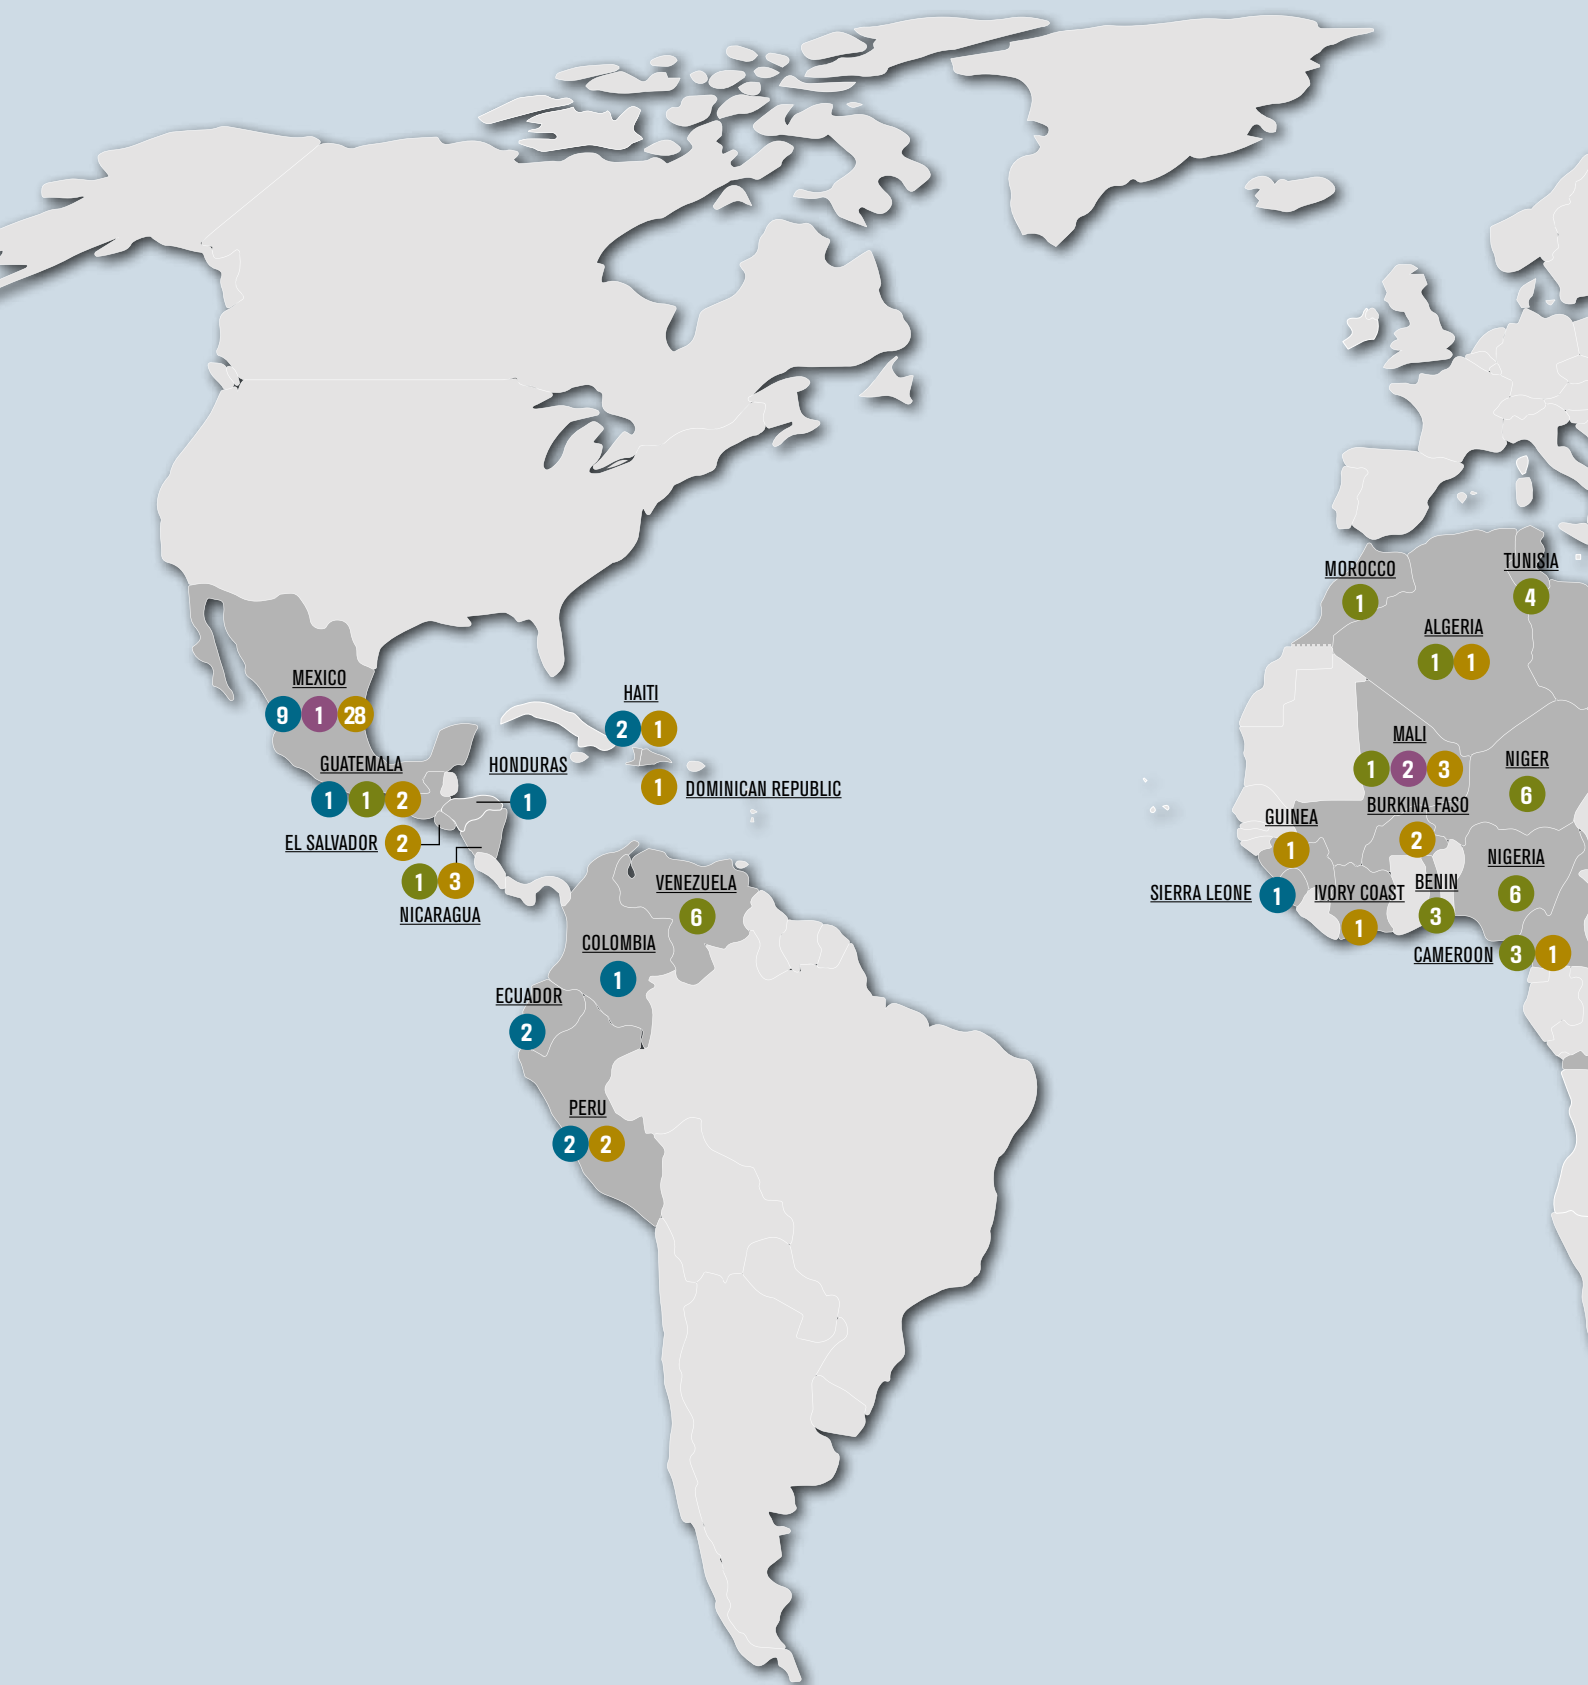 MOROCCO
1
TUNISIA
4
ALGERIA
1 1
MEXICO
9 1 28
HAITI
2 1
DOMINICAN REPUBLIC
1
GUATEMALA
1 1 2
HONDURAS
1
EL SALVADOR 2
1 3
NICARAGUA
MALI
1 2 3
NIGER
6
BURKINA FASO
2
GUINEA
1
NIGERIA
6
SIERRA LEONE 1
IVORY COAST
1
BENIN
3
CAMEROON 3 1
VENEZUELA
6
COLOMBIA
1
ECUADOR
2
PERU
2 2